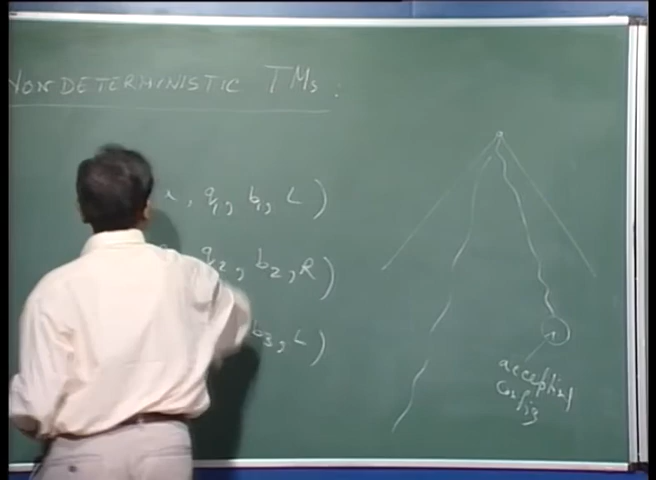 NONDETERMINISTIC TMs :
, q1, b1, L )
q2, b2, R )
b3, L )
accepting
config